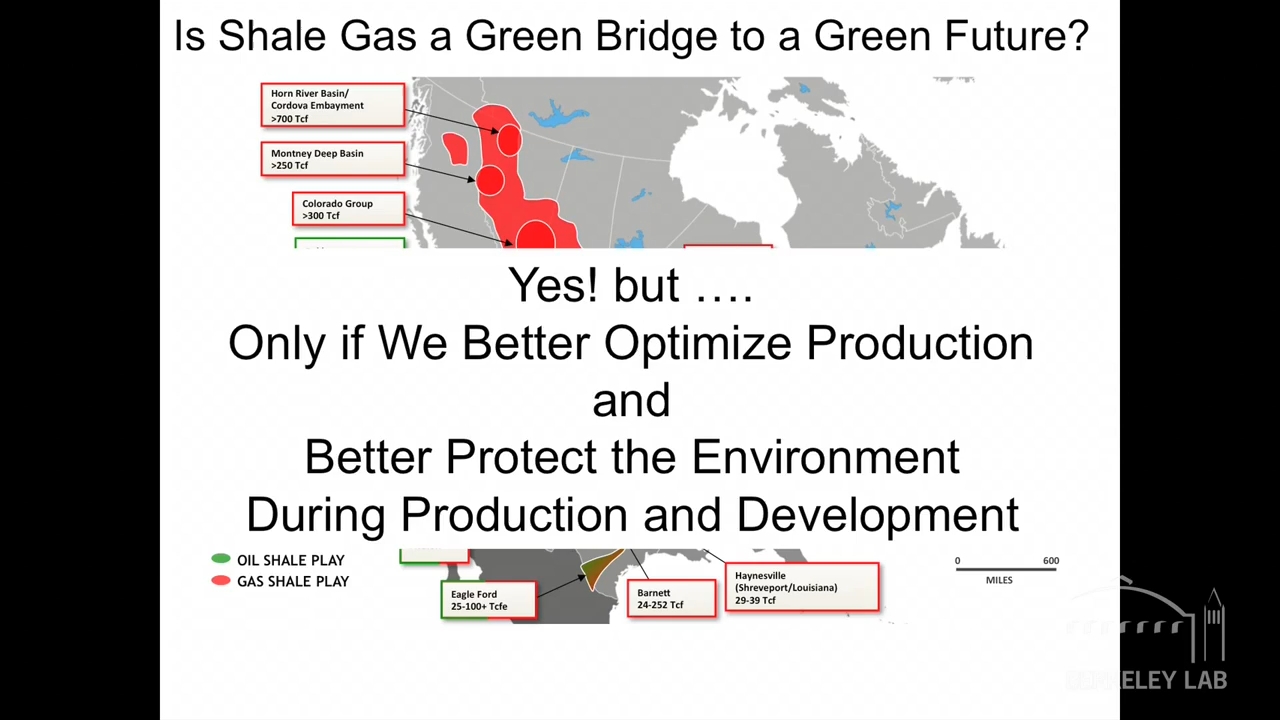 Is Shale Gas a Green Bridge to a Green Future?
Horn River Basin/
Cordova Embayment
>700 Tcf
Montney Deep Basin
>250 Tcf
Colorado Group
>300 Tcf
Yes! but ….
Only if We Better Optimize Production
and
Better Protect the Environment
During Production and Development
OIL SHALE PLAY
GAS SHALE PLAY
Eagle Ford
25-100+ Tcfe
Barnett
24-252 Tcf
Haynesville
(Shreveport/Louisiana)
29-39 Tcf
0 600
MILES
BERKELEY LAB